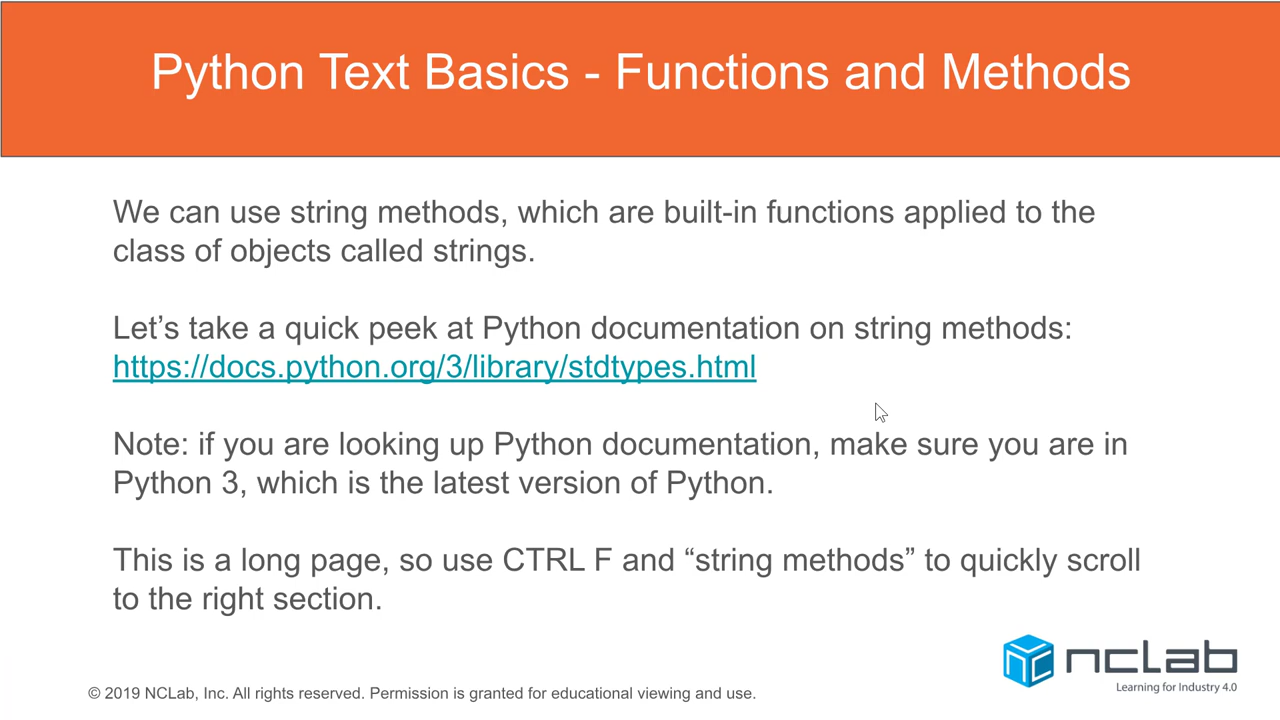 Python Text Basics - Functions and Methods
We can use string methods, which are built-in functions applied to the
class of objects called strings.
Let’s take a quick peek at Python documentation on string methods:
https://docs.python.org/3/library/stdtypes.html
Note: if you are looking up Python documentation, make sure you are in
Python 3, which is the latest version of Python.
This is a long page, so use CTRL F and “string methods” to quickly scroll
to the right section.
nclab
Learning for Industry 4.0
© 2019 NCLab, Inc. All rights reserved. Permission is granted for educational viewing and use.